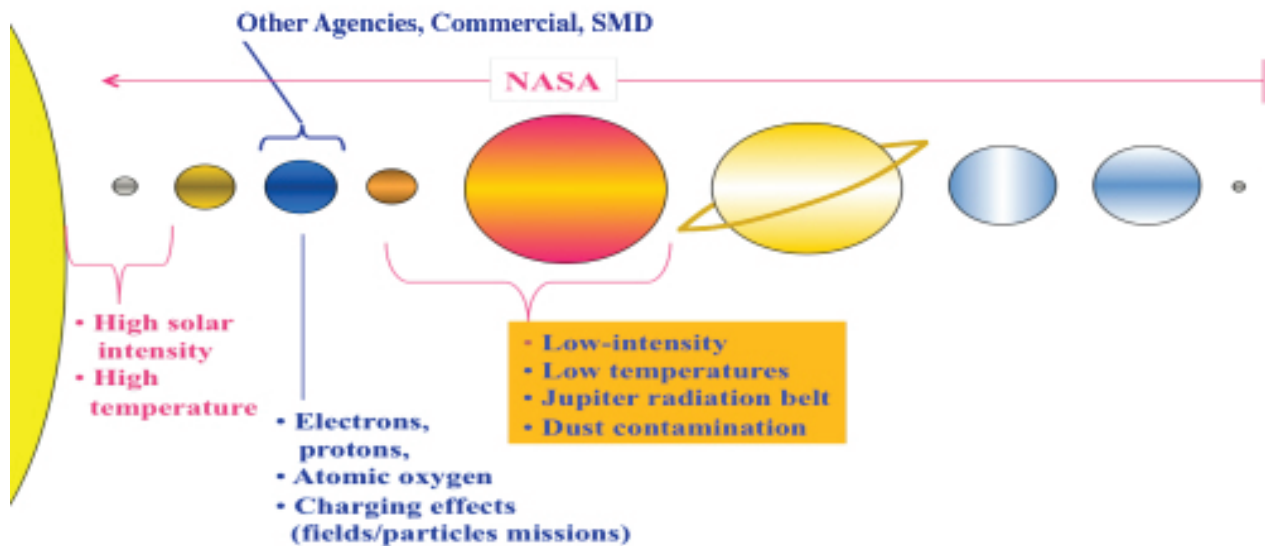 Other Agencies, Commercial, SMD
NASA
• High solar
intensity
• High
temperature
• Electrons,
protons,
• Atomic oxygen
• Charging effects
(fields/particles missions)
• Low-intensity
• Low temperatures
• Jupiter radiation belt
• Dust contamination